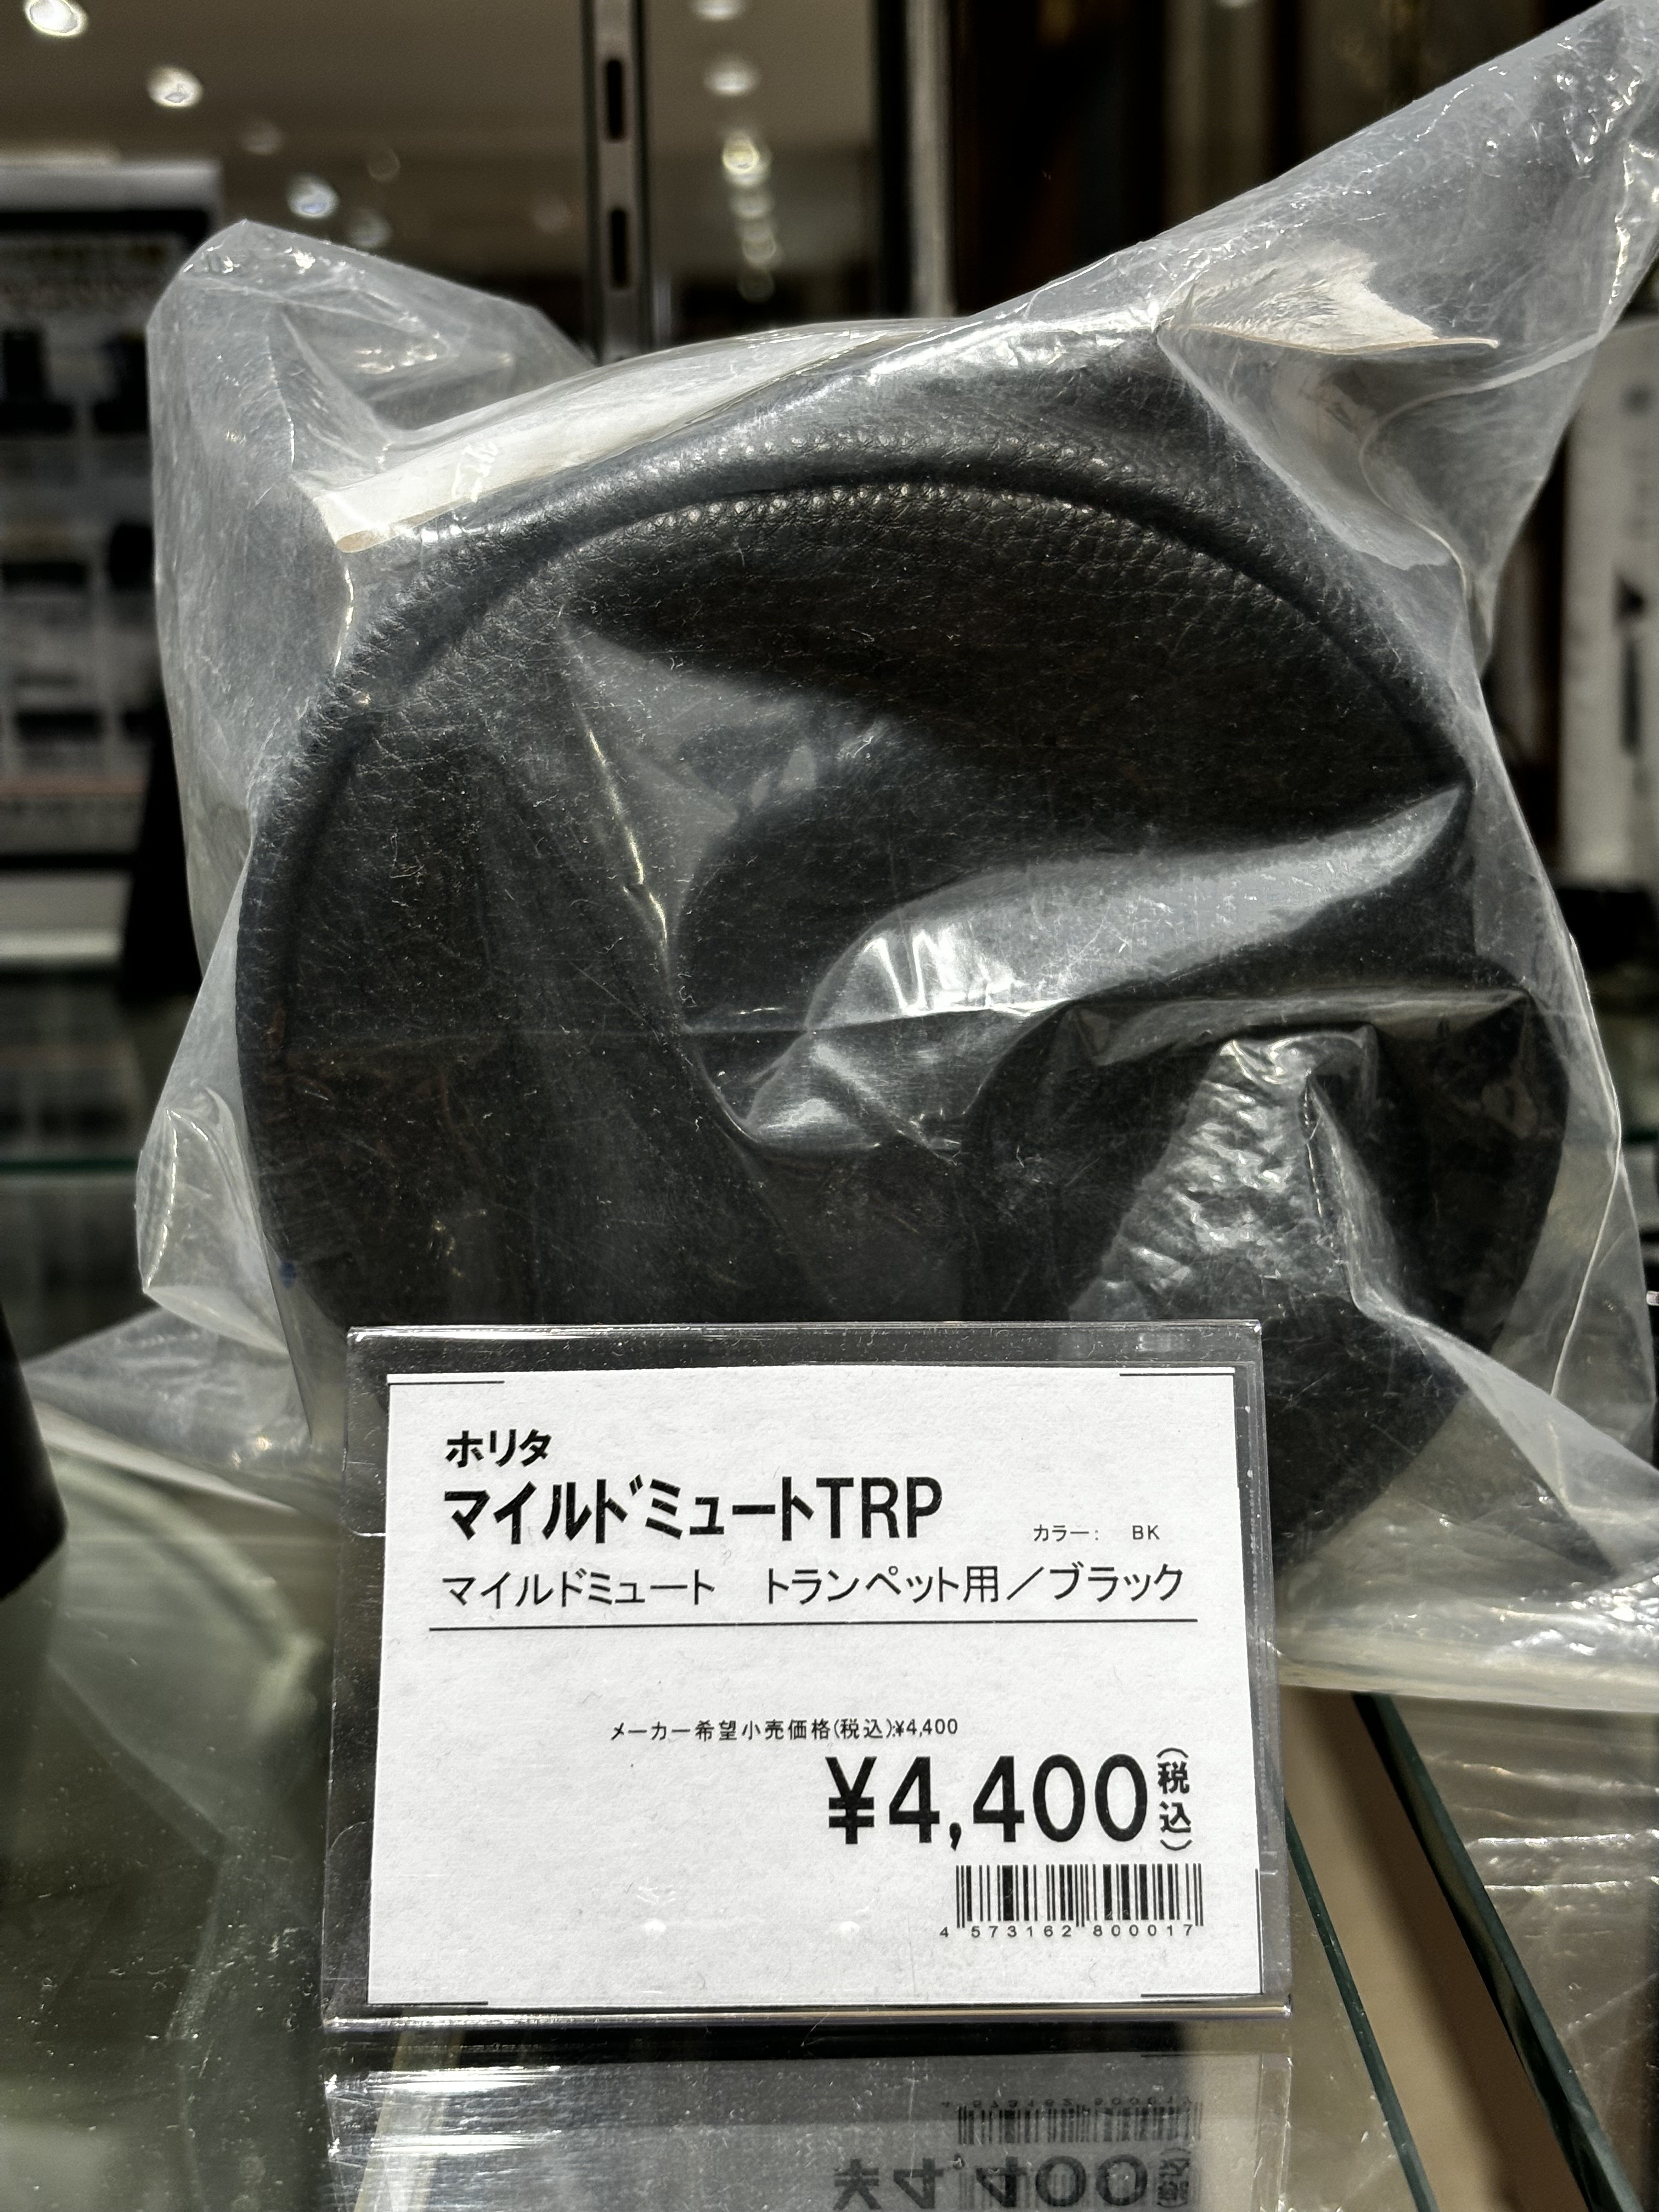 ホリタ
マイルドミュートTRP カラー: BK
マイルドミュート　トランペット用／ブラック
メーカー希望小売価格(税込):¥4,400
¥4,400(税込)
4 573162 800017